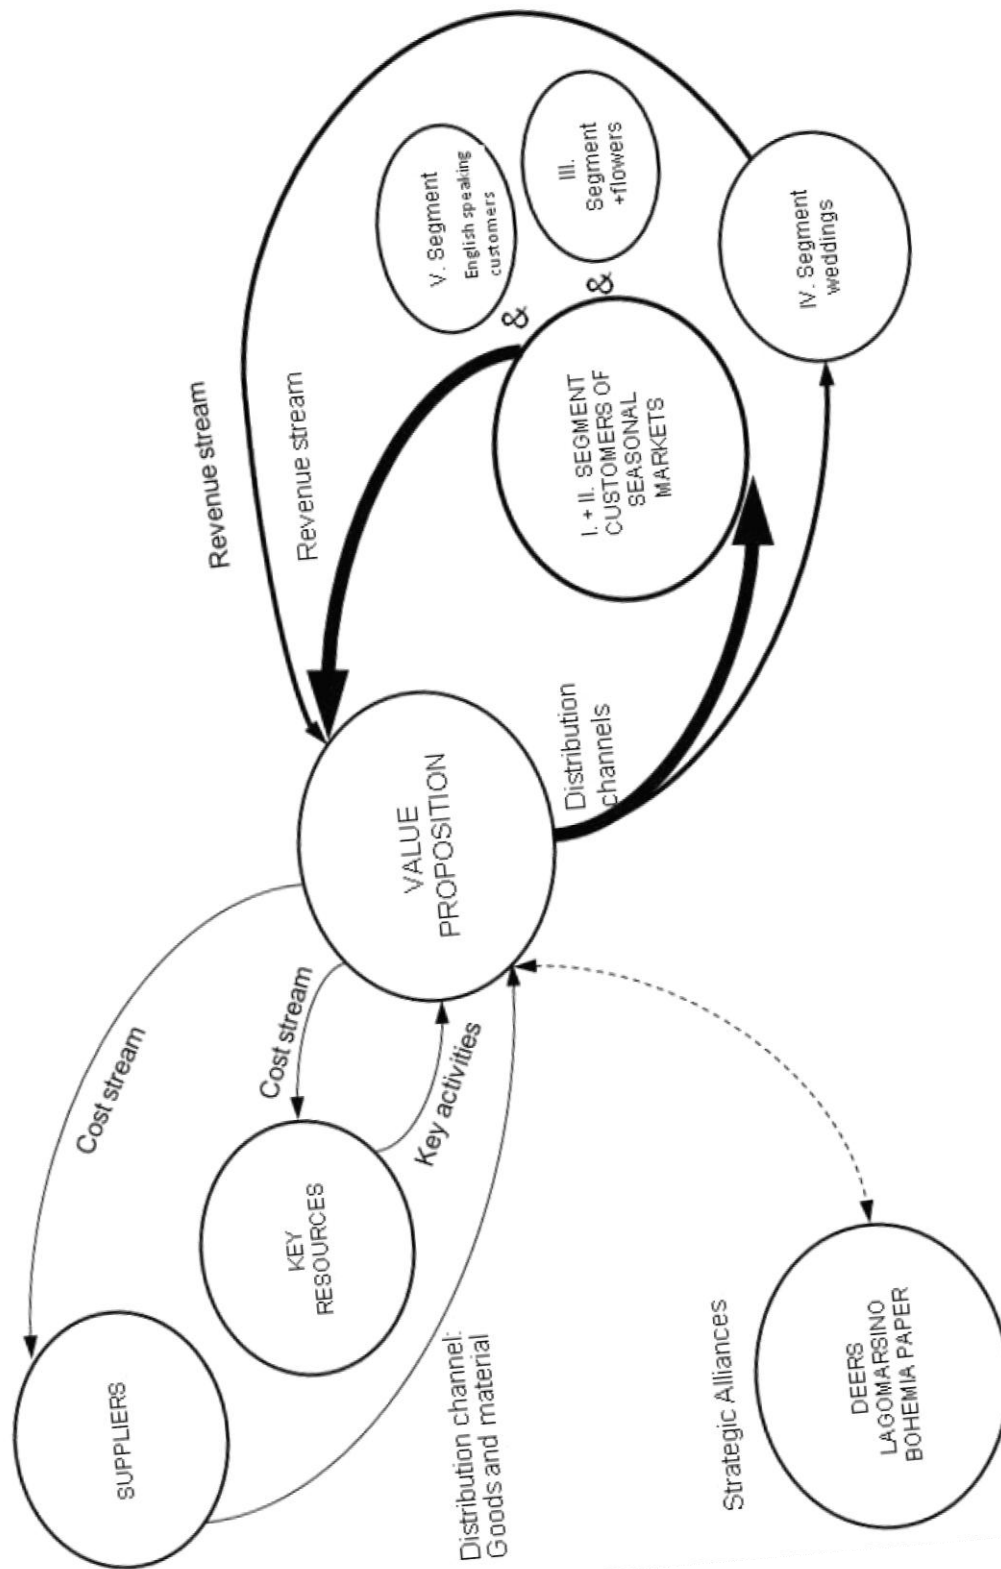 SUPPLIERS
Cost stream
KEY
RESOURCES
Cost stream
Key activities
Distribution channel:
Goods and material
VALUE
PROPOSITION
Strategic Alliances
DEERS
LAGOMARSINO
BOHEMIA PAPER
Revenue stream
Revenue stream
Distribution
channels
I. + II. SEGMENT
CUSTOMERS OF
SEASONAL
MARKETS
&
&
V. Segment
English speaking
customers
III.
Segment
+flowers
IV. Segment
weddings